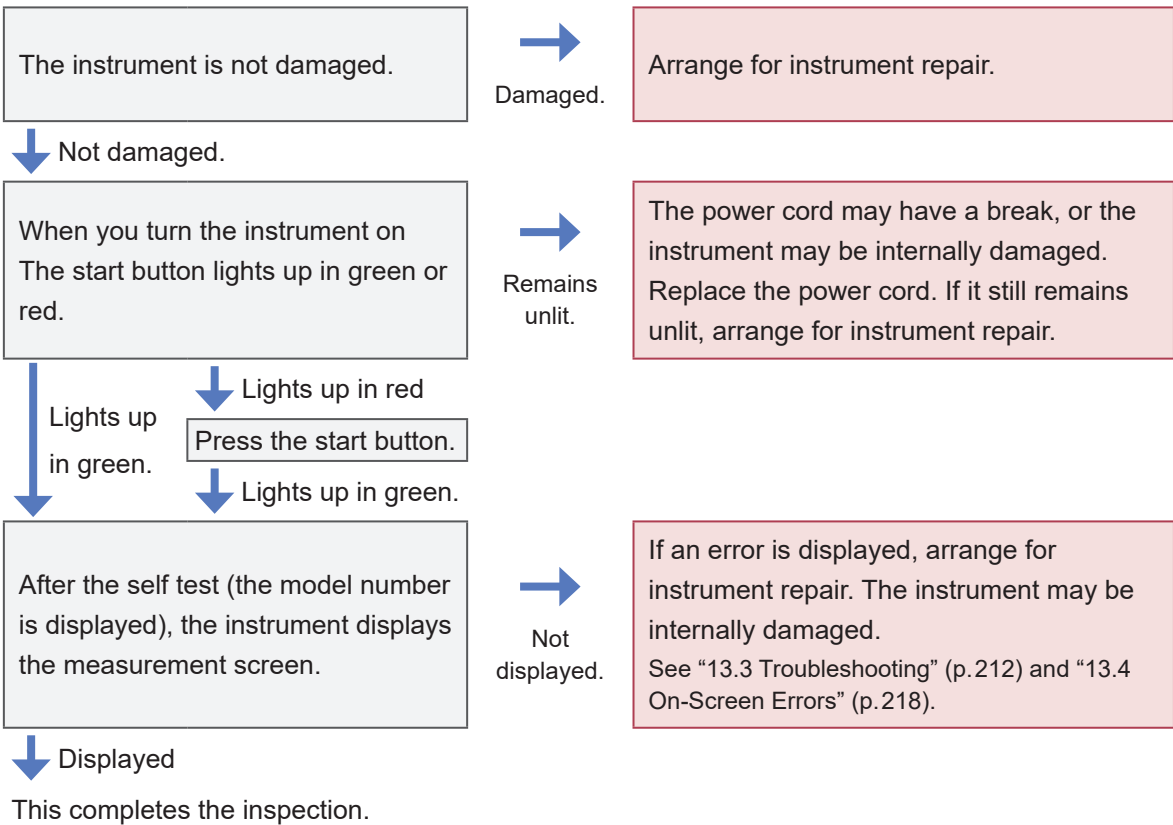 The instrument is not damaged.
Damaged.
Arrange for instrument repair.
Not damaged.
When you turn the instrument on
The start button lights up in green or
red.
Remains
unlit.
The power cord may have a break, or the
instrument may be internally damaged.
Replace the power cord. If it still remains
unlit, arrange for instrument repair.
Lights up
in green.
Lights up in red
Press the start button.
Lights up in green.
After the self test (the model number
is displayed), the instrument displays
the measurement screen.
Not
displayed.
If an error is displayed, arrange for
instrument repair. The instrument may be
internally damaged.
See “13.3 Troubleshooting” (p.212) and “13.4
On-Screen Errors” (p.218).
Displayed
This completes the inspection.